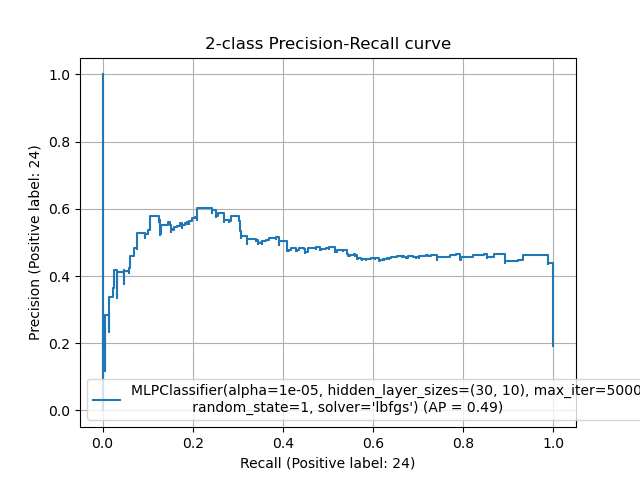 2-class Precision-Recall curve
Precision (Positive label: 24)
1.0
0.8
0.6
0.4
0.2
0.0
MLPClassifier(alpha=1e-05, hidden_layer_sizes=(30, 10), max_iter=5000
random_state=1, solver='lbfgs') (AP = 0.49)
0.0 0.2 0.4 0.6 0.8 1.0
Recall (Positive label: 24)